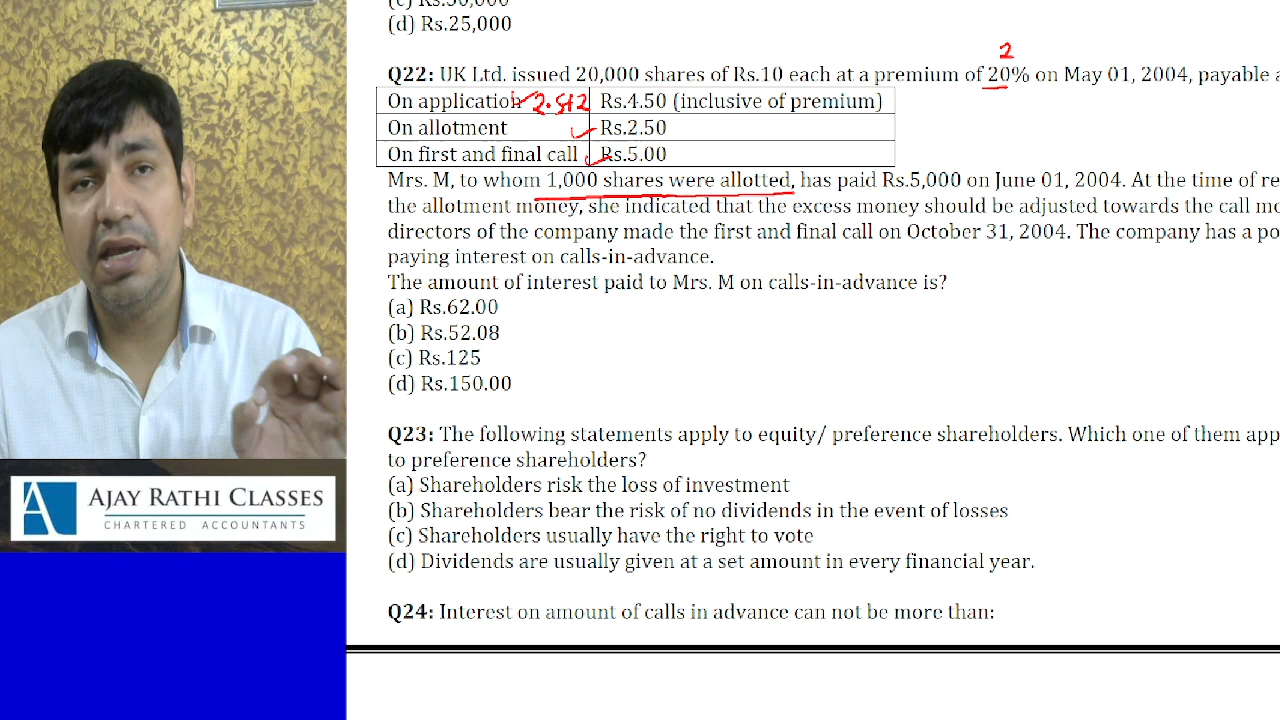 (d) Rs.25,000
2
Q22: UK Ltd. issued 20,000 shares of Rs.10 each at a premium of 20% on May 01, 2004, payable
On application 2.5+2 Rs.4.50 (inclusive of premium)
On allotment Rs.2.50
On first and final call Rs.5.00
Mrs. M, to whom 1,000 shares were allotted, has paid Rs.5,000 on June 01, 2004. At the time of
the allotment money, she indicated that the excess money should be adjusted towards the call
directors of the company made the first and final call on October 31, 2004. The company has a
paying interest on calls-in-advance.
The amount of interest paid to Mrs. M on calls-in-advance is?
(a) Rs.62.00
(b) Rs.52.08
(c) Rs.125
(d) Rs.150.00
Q23: The following statements apply to equity/ preference shareholders. Which one of them
to preference shareholders?
(a) Shareholders risk the loss of investment
(b) Shareholders bear the risk of no dividends in the event of losses
(c) Shareholders usually have the right to vote
(d) Dividends are usually given at a set amount in every financial year.
Q24: Interest on amount of calls in advance can not be more than:
A
AJAY RATHI CLASSES
CHARTERED ACCOUNTANTS